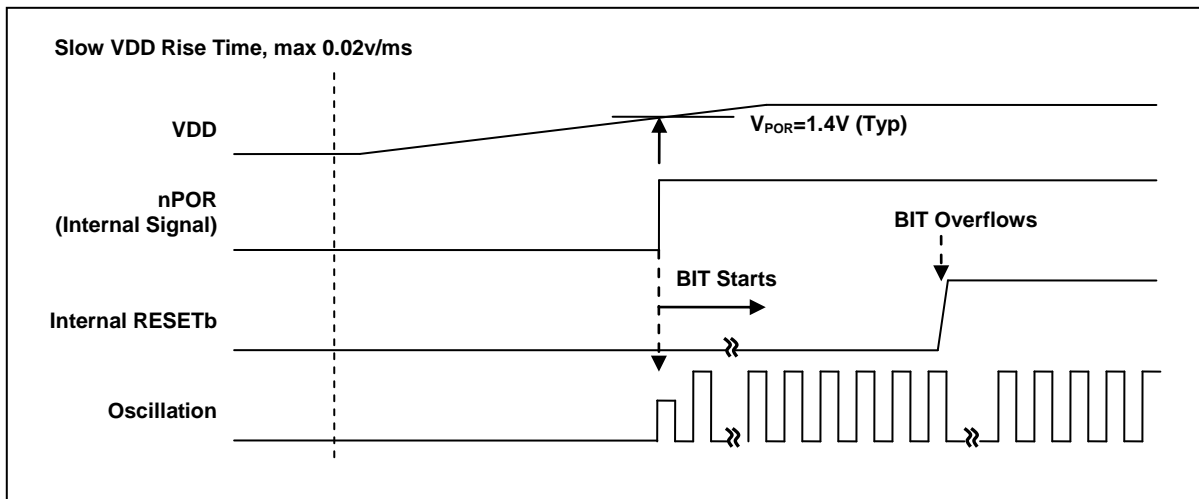 Slow VDD Rise Time, max 0.02v/ms
VDD
VPOR=1.4V (Typ)
nPOR
(Internal Signal)
BIT Overflows
BIT Starts
Internal RESETb
Oscillation